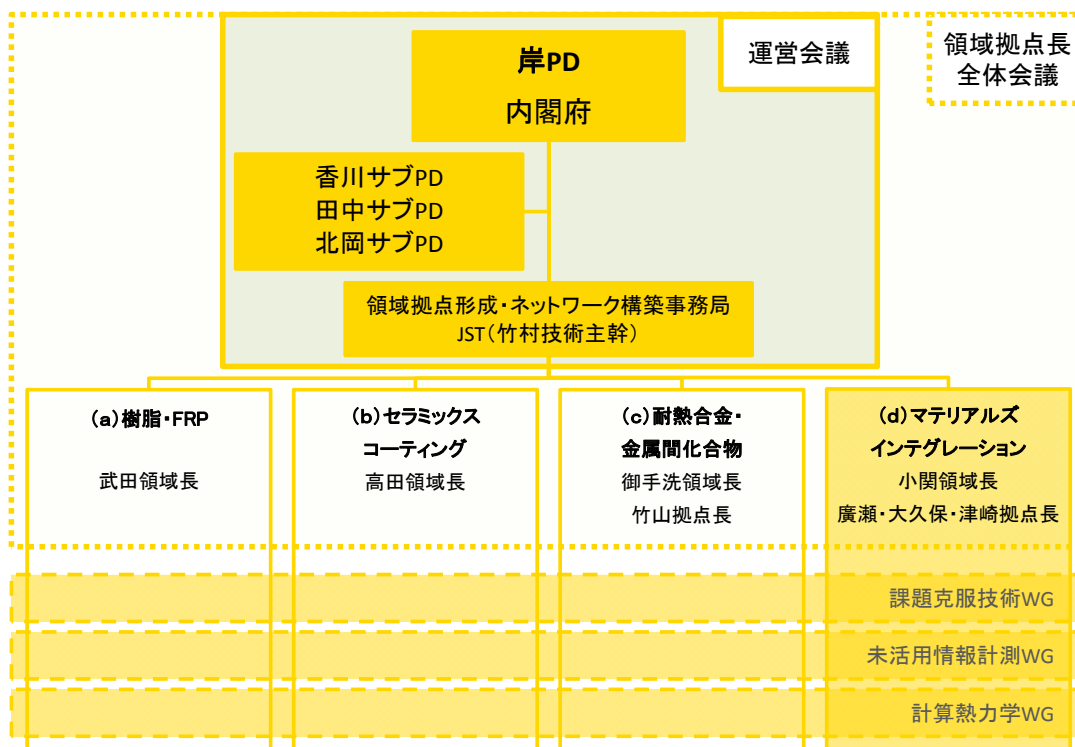 岸PD
内閣府
運営会議
領域拠点長
全体会議
香川サブPD
田中サブPD
北岡サブPD
領域拠点形成・ネットワーク構築事務局
JST（竹村技術主幹）
(a)樹脂・FRP
武田領域長
(b)セラミックス
コーティング
高田領域長
(c)耐熱合金・
金属間化合物
御手洗領域長
竹山拠点長
(d)マテリアルズ
インテグレーション
小関領域長
廣瀬・大久保・津崎拠点長
課題克服技術WG
未活用情報計測WG
計算熱力学WG